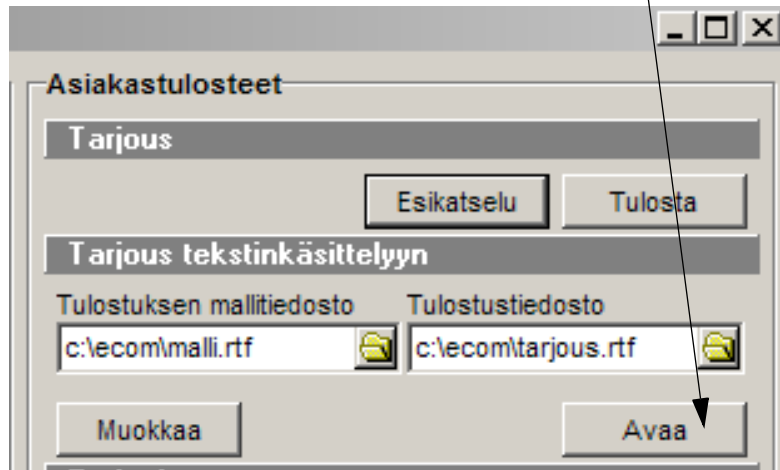 Asiakastulosteet
Tarjous
Esikatselu Tulosta
Tarjous tekstinkäsittelyyn
Tulostuksen mallitiedosto Tulostustiedosto
c:\ecom\malli.rtf c:\ecom\tarjous.rtf
Muokkaa Avaa